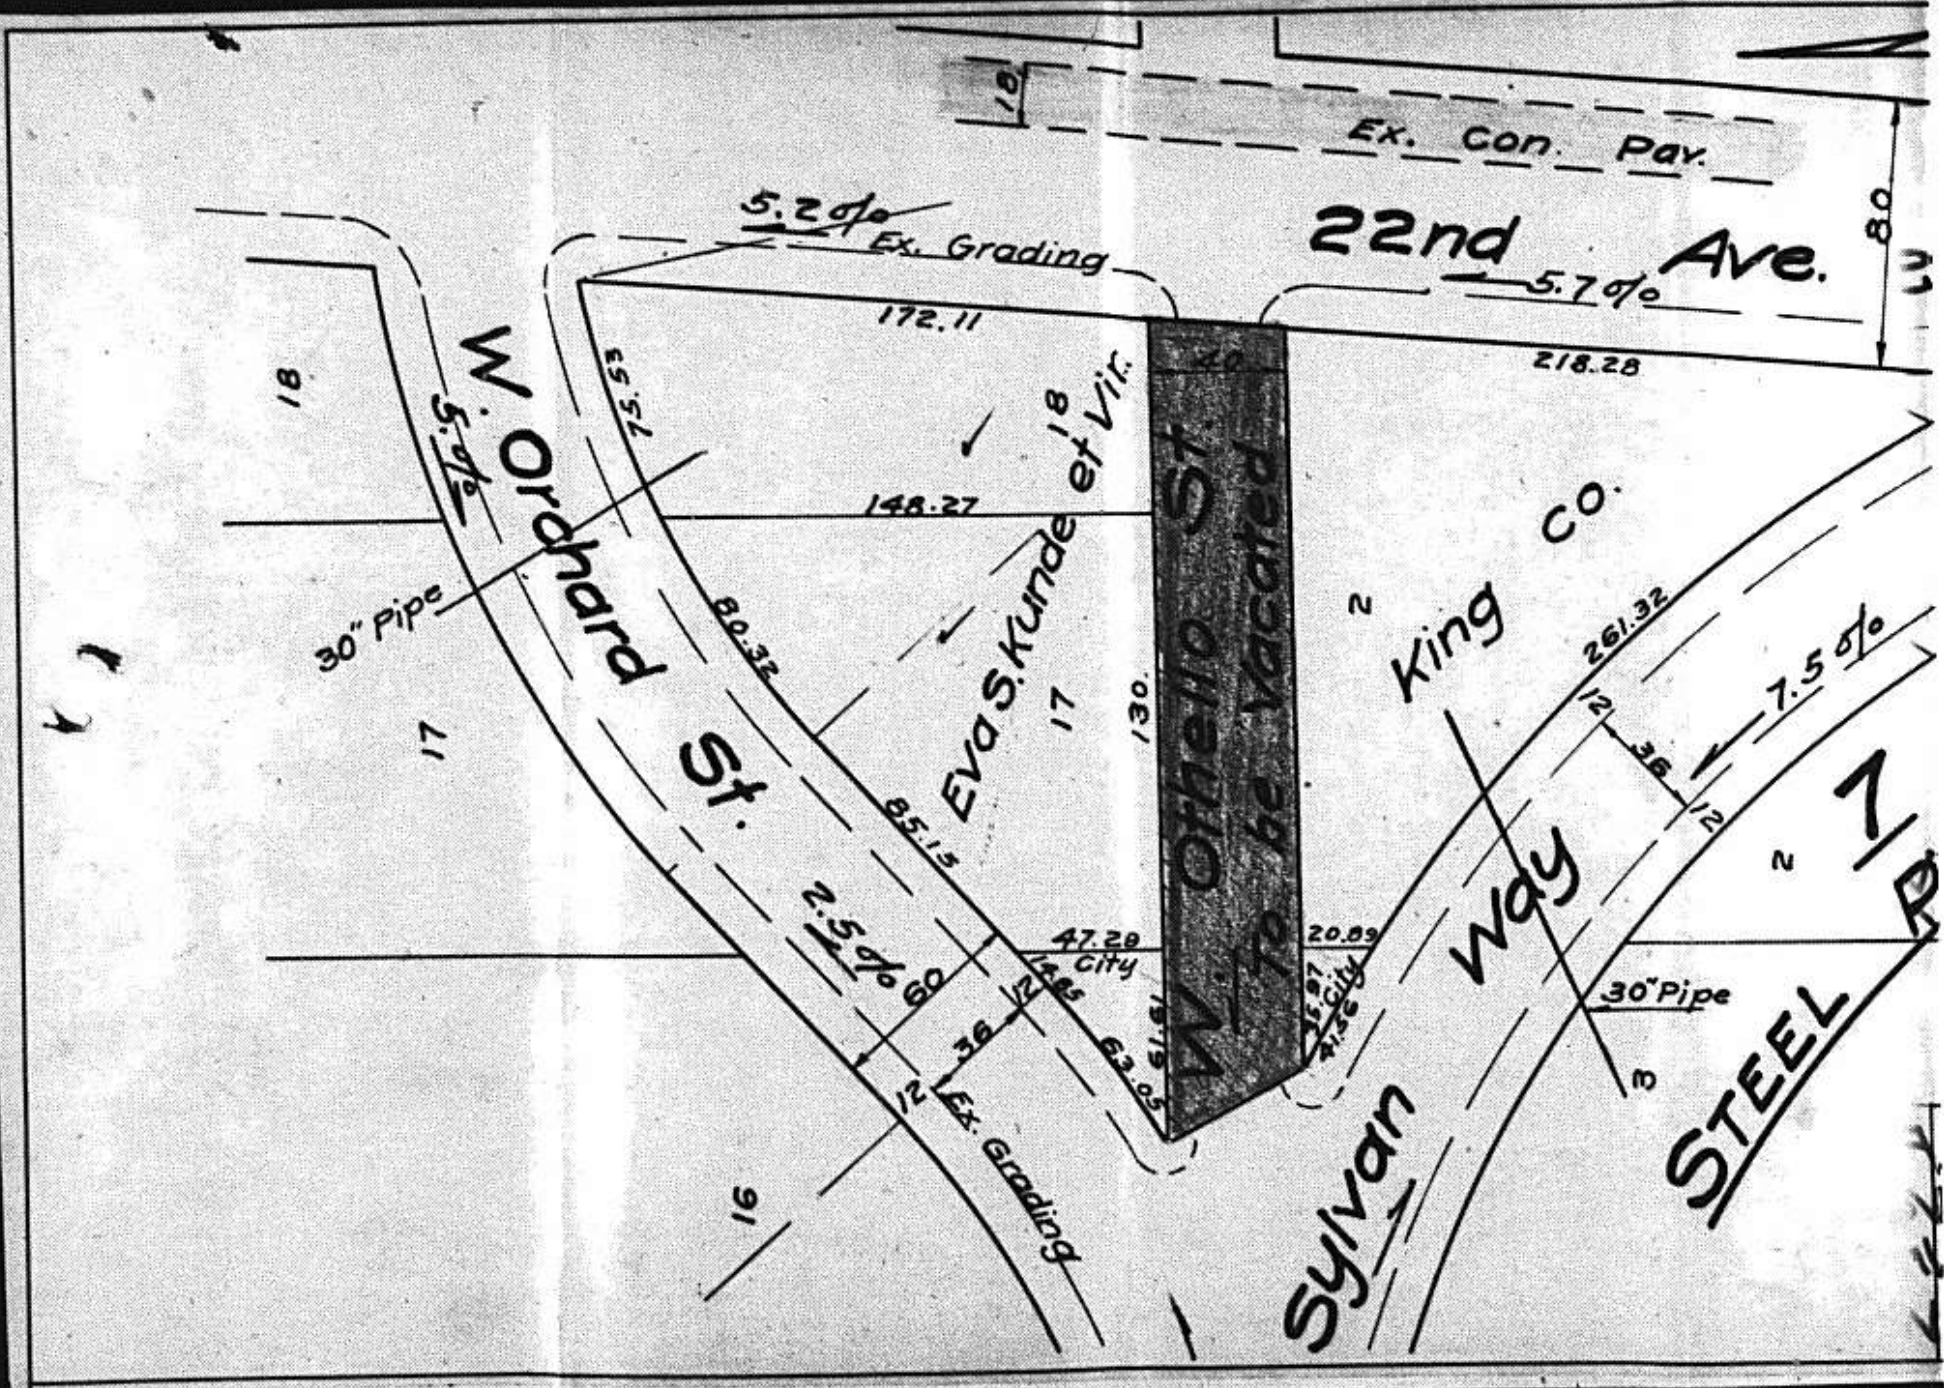 18
Ex. Con. Pav.
80
5.2%
Ex. Grading
22nd Ave.
5.7%
172.11
40
218.28
18
W. Orchard St.
5.%
75.53
18
148.27
Eva S. Kunde et Vir.
W. Othello St.
To be Vacated
King Co.
2
30" Pipe
80.32
17
17
130.
261.32
12
36
12
7.5%
85.15
2
7
2.5%
60
47.28
City
20.89
City
35.97
41.56
14.85
12
36
12
61.61
63.05
Ex. Grading
16
Sylvan Way
30" Pipe
3
STEEL